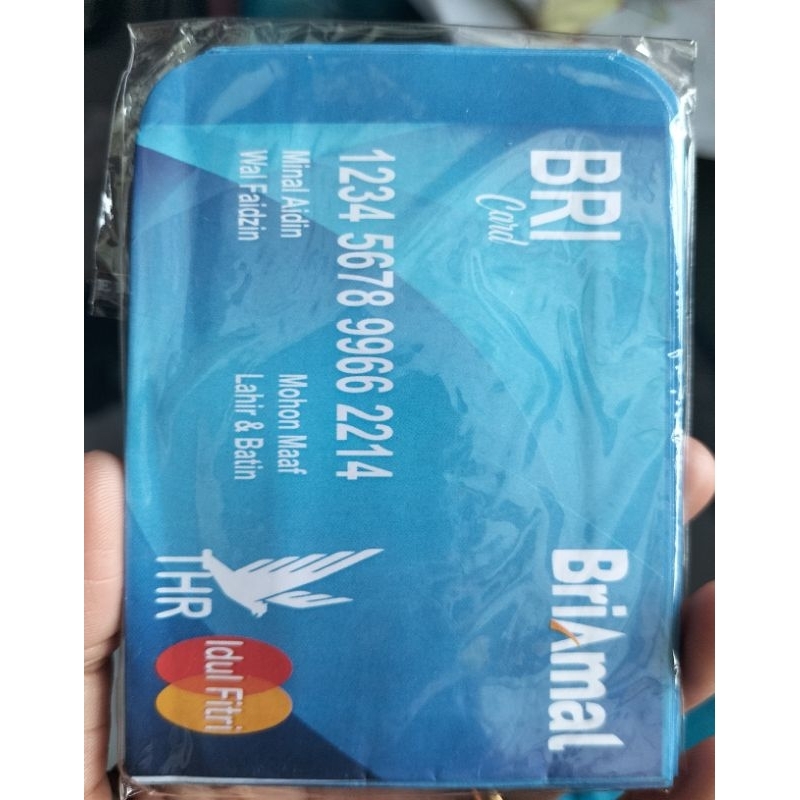 BRI
Card
BriAmal
1234 5678 9966 2214
Minal Aidin
Wal Faidzin
Mohon Maaf
Lahir & Batin
THR
Idul Fitri